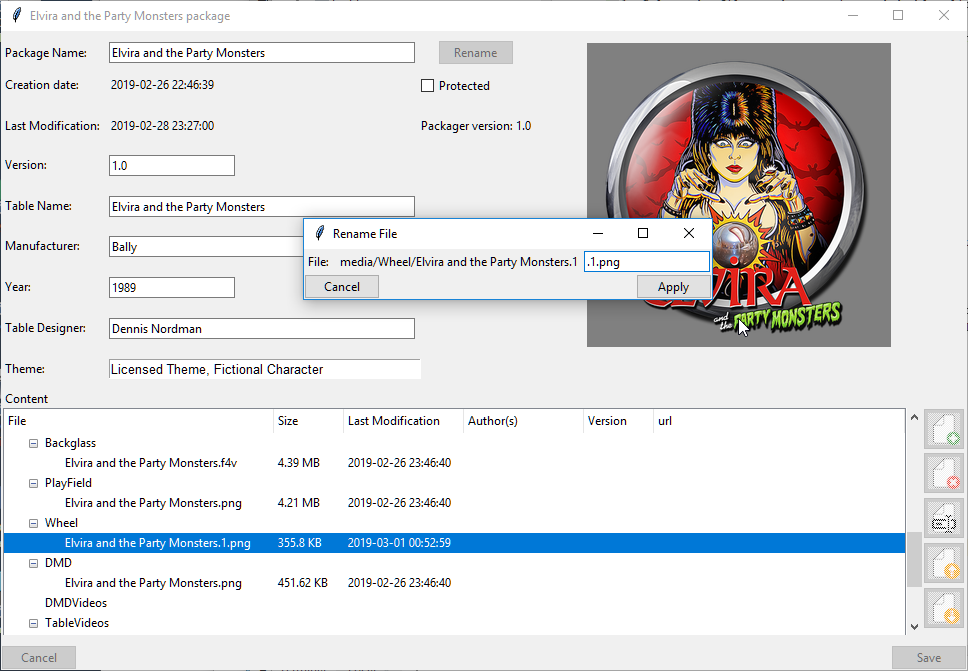 Elvira and the Party Monsters package
Package Name: Elvira and the Party Monsters Rename
Creation date: 2019-02-26 22:46:39 Protected
Last Modification: 2019-02-28 23:27:00 Packager version: 1.0
Version: 1.0
Table Name: Elvira and the Party Monsters
Manufacturer: Bally
Year: 1989
Table Designer: Dennis Nordman
Theme: Licensed Theme, Fictional Character
Rename File
File: media/Wheel/Elvira and the Party Monsters.1 .1.png
Cancel Apply
ELVIRA
and the PARTY MONSTERS
Content
File Size Last Modification Author(s) Version url
Backglass
Elvira and the Party Monsters.f4v 4.39 MB 2019-02-26 23:46:40
PlayField
Elvira and the Party Monsters.png 4.21 MB 2019-02-26 23:46:40
Wheel
Elvira and the Party Monsters.1.png 355.8 KB 2019-03-01 00:52:59
DMD
Elvira and the Party Monsters.png 451.62 KB 2019-02-26 23:46:40
DMDVideos
TableVideos
Cancel Save